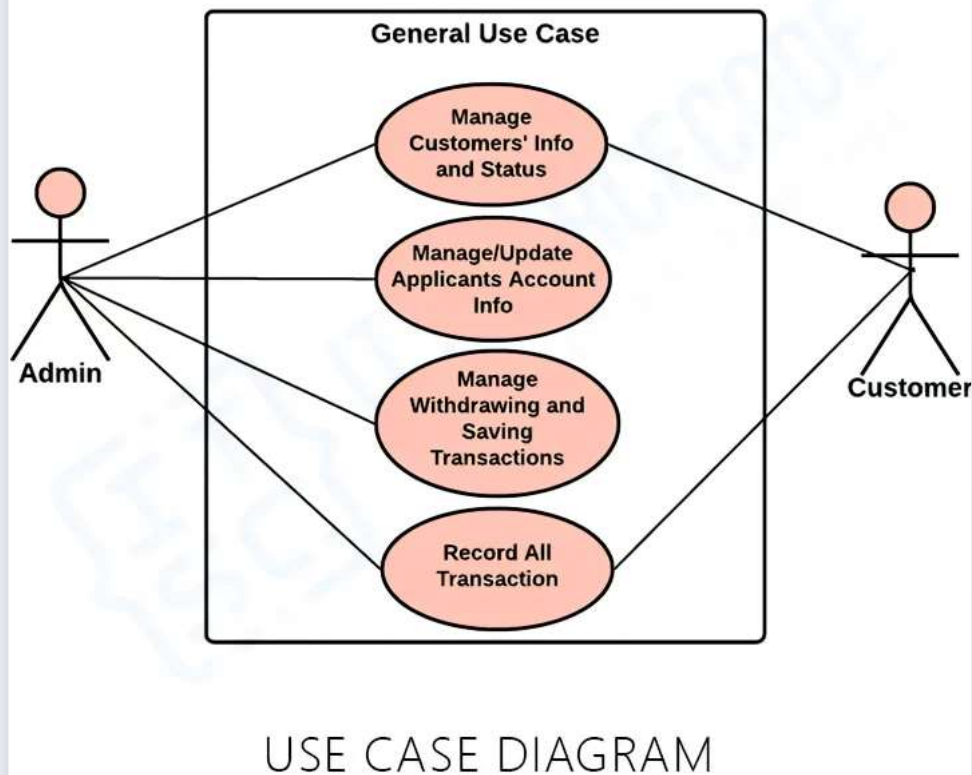 General Use Case
Manage
Customers' Info
and Status
Manage/Update
Applicants Account
Info
Manage
Withdrawing and
Saving
Transactions
Record All
Transaction
Admin
Customer
USE CASE DIAGRAM